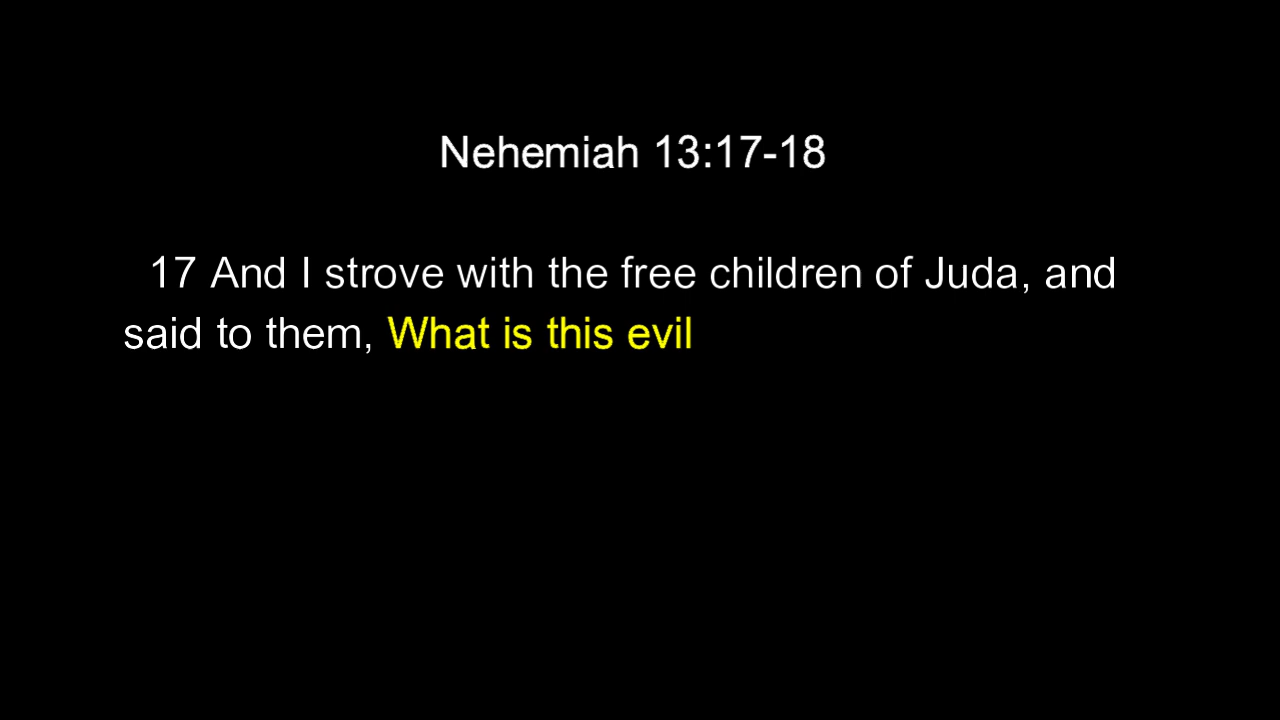 Nehemiah 13:17-18
17 And I strove with the free children of Juda, and
said to them, What is this evil